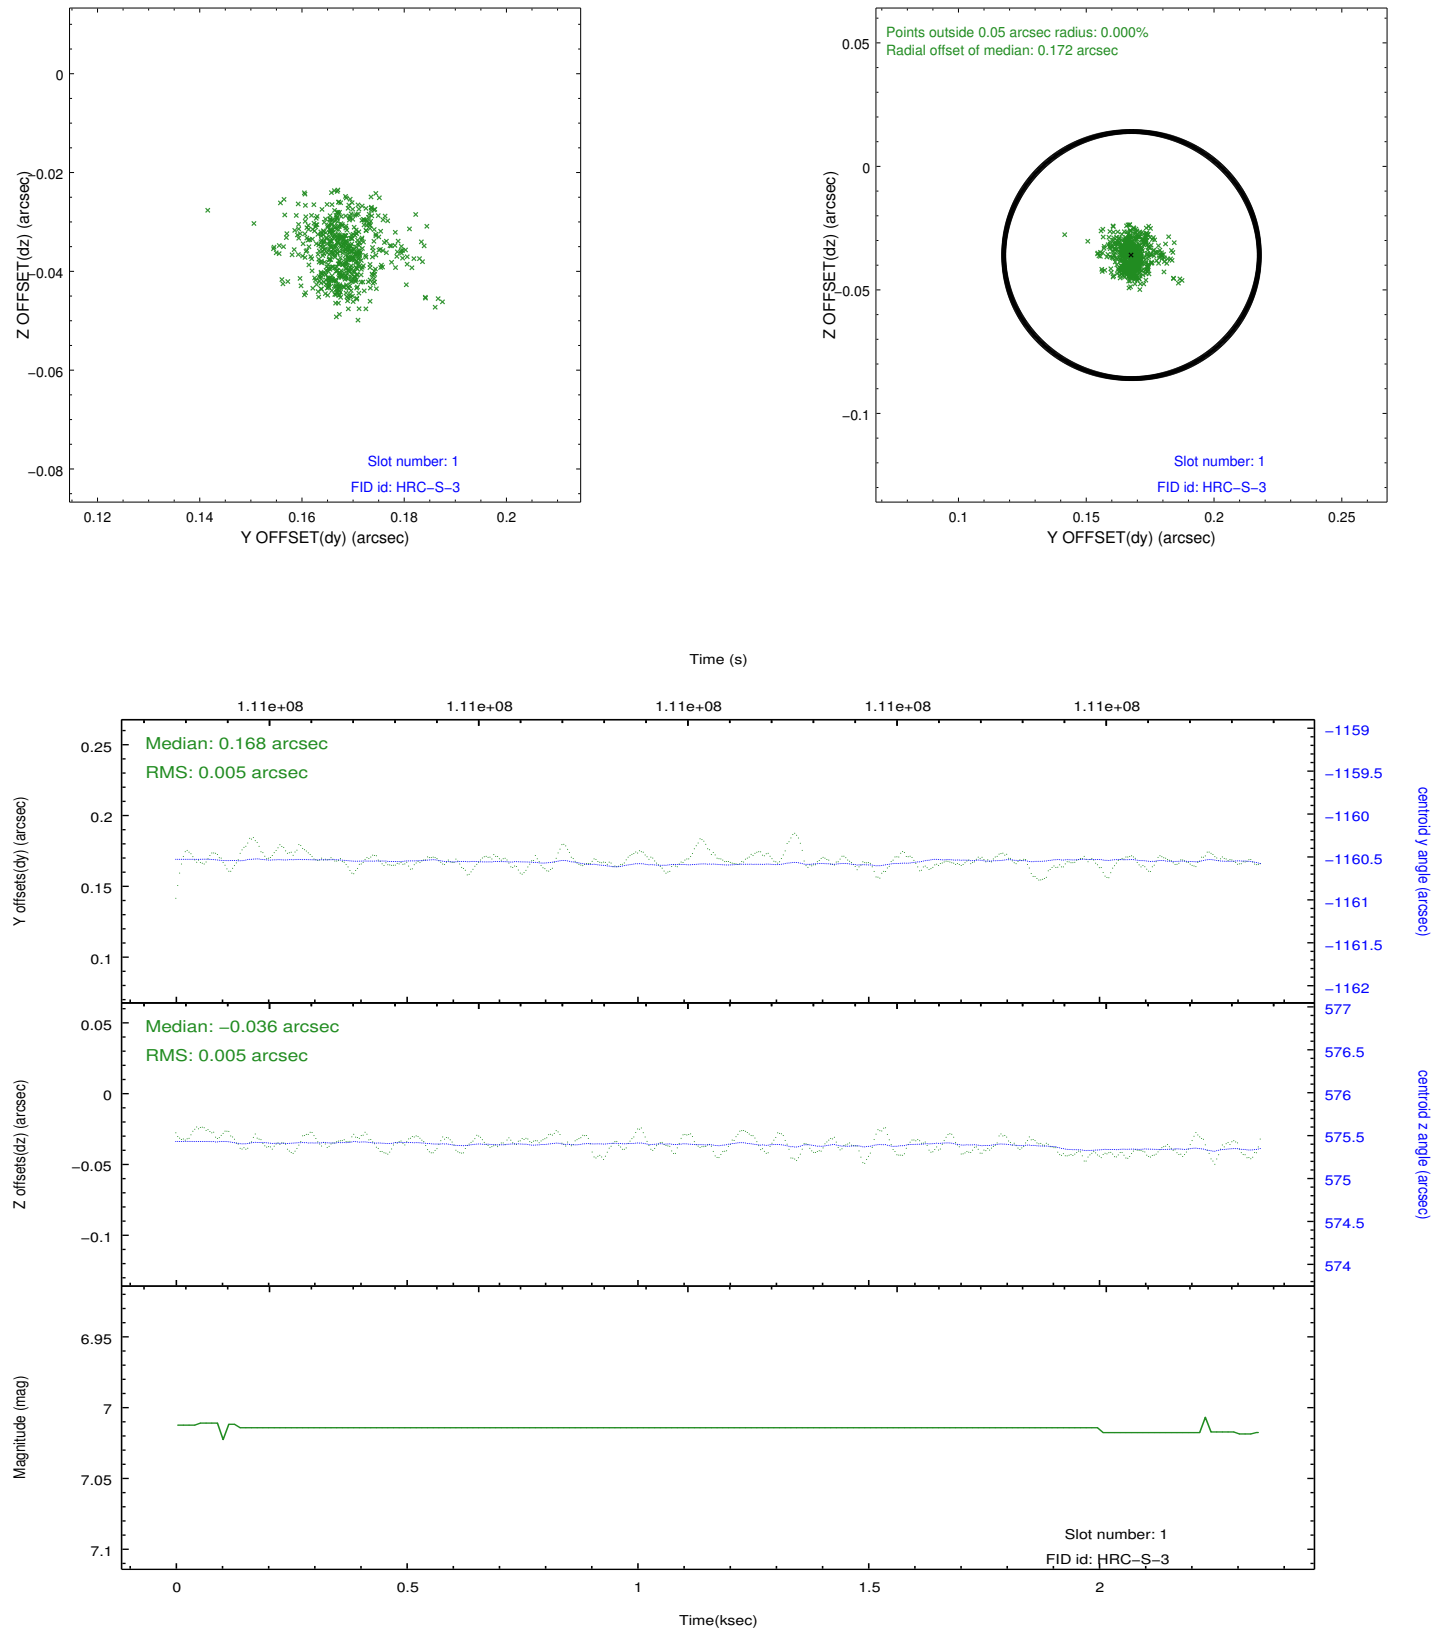 0
−0.02
−0.04
−0.06
−0.08
Z OFFSET(dz) (arcsec)
0.12
0.14
0.16
0.18
0.2
Y OFFSET(dy) (arcsec)
Slot number: 1
FID id: HRC−S−3
Points outside 0.05 arcsec radius: 0.000%
Radial offset of median: 0.172 arcsec
0.05
0
−0.05
−0.1
Z OFFSET(dz) (arcsec)
0.1
0.15
0.2
0.25
Y OFFSET(dy) (arcsec)
Slot number: 1
FID id: HRC−S−3
Time (s)
1.11e+08
1.11e+08
1.11e+08
1.11e+08
1.11e+08
Median: 0.168 arcsec
RMS: 0.005 arcsec
0.25
0.2
0.15
0.1
Y offsets(dy) (arcsec)
−1159
−1159.5
−1160
−1160.5
−1161
−1161.5
−1162
centroid y angle (arcsec)
Median: −0.036 arcsec
RMS: 0.005 arcsec
0.05
0
−0.05
−0.1
Z offsets(dz) (arcsec)
577
576.5
576
575.5
575
574.5
574
centroid z angle (arcsec)
6.95
7
7.05
7.1
Magnitude (mag)
Slot number: 1
FID id: HRC−S−3
0
0.5
1
1.5
2
Time(ksec)